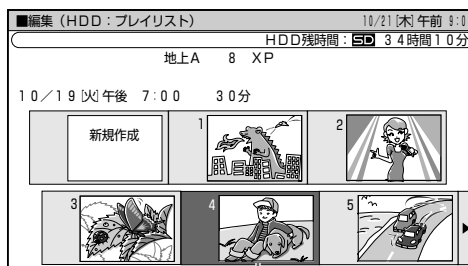 ■編集（HDD：プレイリスト） 10/21[木]午前 9:0
HDD残時間：SD 34時間10分
地上A 8 XP
10／19[火]午後 7:00 30分
新規作成 1 2
3 4 5